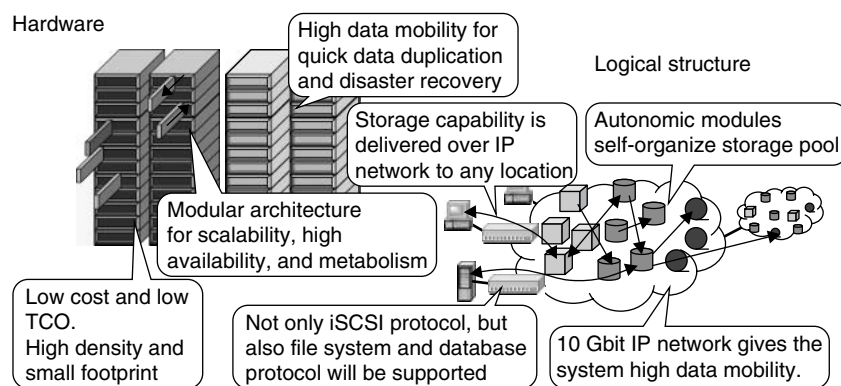 Hardware
High data mobility for
quick data duplication
and disaster recovery
Logical structure
Storage capability is
delivered over IP
network to any location
Autonomic modules
self-organize storage pool
Modular architecture
for scalability, high
availability, and metabolism
Low cost and low
TCO.
High density and
small footprint
Not only iSCSI protocol, but
also file system and database
protocol will be supported
10 Gbit IP network gives the
system high data mobility.